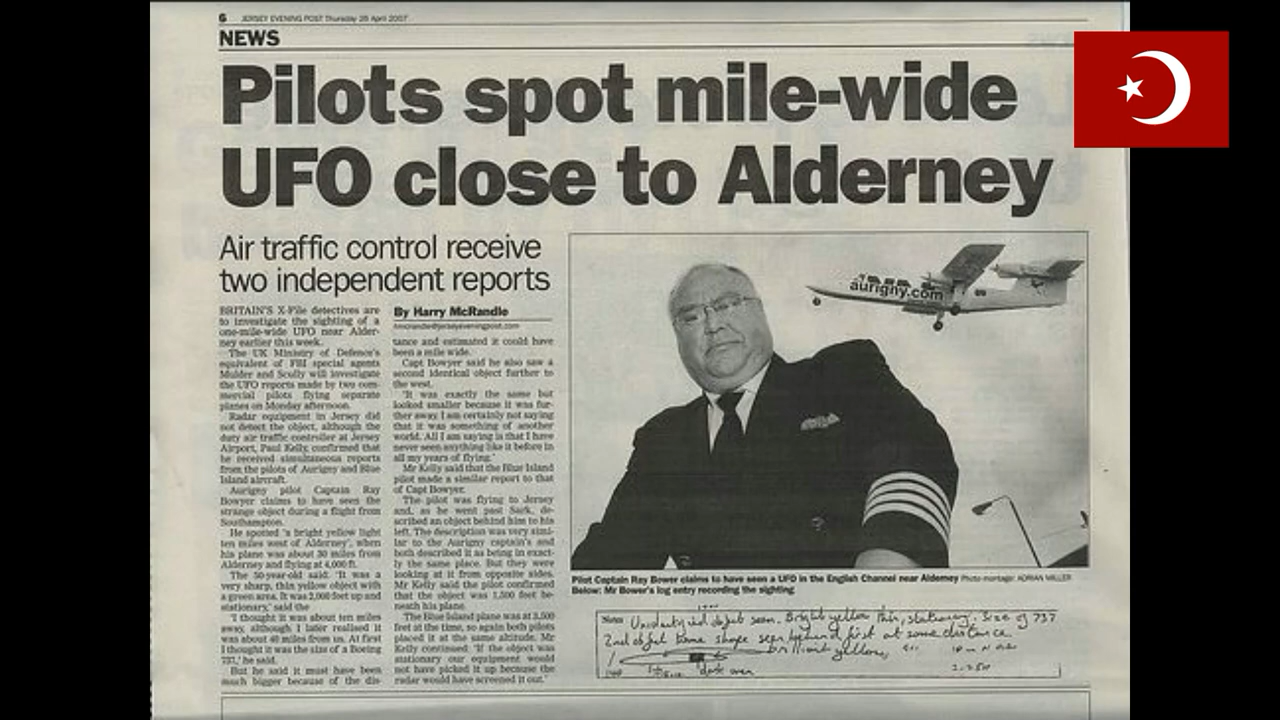 6 JERSEY EVENING POST Thursday 26 April 2007
NEWS
Pilots spot mile-wide
UFO close to Alderney
Air traffic control receive
two independent reports
BRITAIN'S X-File detectives are
to investigate the sighting of a
one-mile-wide UFO near Alder-
ney earlier this week.
The UK Ministry of Defence's
equivalent of FBI special agents
Mulder and Scully will investigate
the UFO reports made by two com-
mercial pilots flying separate
planes on Monday afternoon.
Radar equipment in Jersey did
not detect the object, although the
duty air traffic controller at Jersey
Airport, Paul Kelly, confirmed that
he received simultaneous reports
from the pilots of Aurigny and Blue
Island aircraft.
Aurigny pilot Captain Ray
Bowyer claims to have seen the
strange object during a flight from
Southampton.
He spotted 'a bright yellow light
ten miles west of Alderney', when
his plane was about 30 miles from
Alderney and flying at 4,000 ft.
The 50-year-old said: 'It was a
very sharp, thin yellow object with
a green area. It was 2,000 feet up and
stationary,' said the
'I thought it was about ten miles
away, although I later realised it
was about 40 miles from us. At first
I thought it was the size of a Boeing
737,' he said.
But he said it must have been
much bigger because of the dis-
By Harry McRandle
hmcrandle@jerseyeveningpost.com
tance and estimated it could have
been a mile wide.
Capt Bowyer said he also saw a
second identical object further to
the west.
'It was exactly the same but
looked smaller because it was fur-
ther away. I am certainly not saying
that it was something of another
world. All I am saying is that I have
never seen anything like it before in
all my years of flying.'
Mr Kelly said that the Blue Island
pilot made a similar report to that
of Capt Bowyer.
The pilot was flying to Jersey
and, as he went past Sark, de-
scribed an object behind him to his
left. The description was very simi-
lar to the Aurigny captain's and
both described it as being in exact-
ly the same place. But they were
looking at it from opposite sides.
Mr Kelly said the pilot confirmed
that the object was 1,500 feet be-
neath his plane.
The Blue Island plane was at 3,500
feet at the time, so again both pilots
placed it at the same altitude. Mr
Kelly continued: 'If the object was
stationary our equipment would
not have picked it up because the
radar would have screened it out.'
aurigny.com
Pilot Captain Ray Bower claims to have seen a UFO in the English Channel near Alderney Photo montage: ADRIAN MILLER
Below: Mr Bower's log entry recording the sighting
Notes Unidentified object seen. Bright yellow thin, stationary. Size of 737
2nd object same shape seen behind first at same distance
brilliant yellow,
dark area